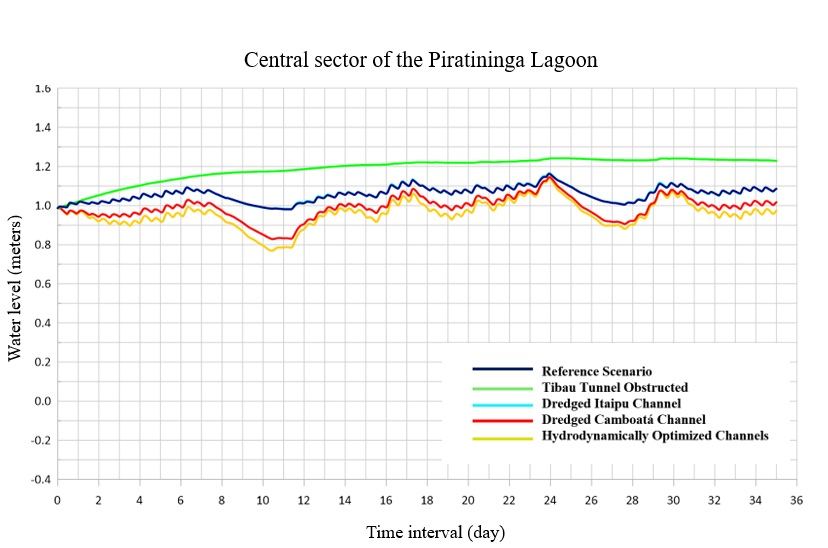 Central sector of the Piratininga Lagoon
1.6
1.4
1.2
1.0
0.8
0.6
0.4
0.2
0.0
-0.2
-0.4
Water level (meters)
Reference Scenario
Tibau Tunnel Obstructed
Dredged Itaipu Channel
Dredged Camboatá Channel
Hydrodynamically Optimized Channels
0 2 4 6 8 10 12 14 16 18 20 22 24 26 28 30 32 34 36
Time interval (day)